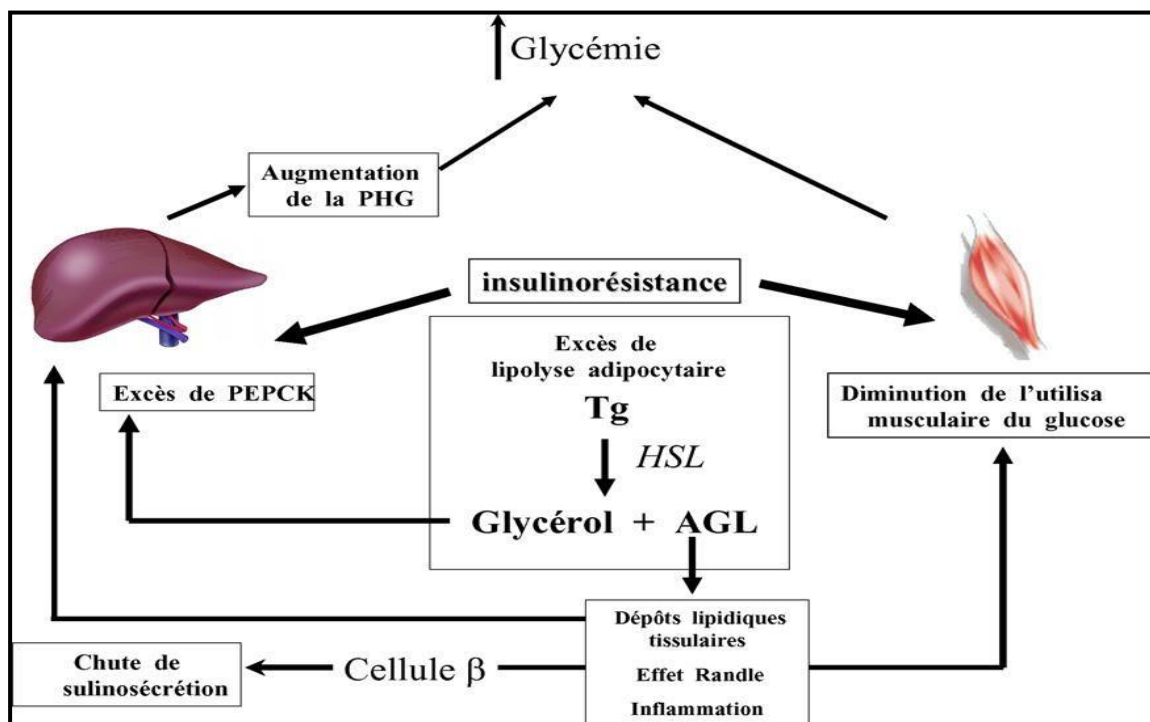 Glycémie
Augmentation
de la PHG
insulinorésistance
Excès de
lipolyse adipocytaire
Tg
HSL
Glycérol + AGL
Excès de PEPCK
Diminution de l’utilisa
musculaire du glucose
Dépôts lipidiques
tissulaires
Effet Randle
Inflammation
Cellule β
Chute de
sulinosécrétion